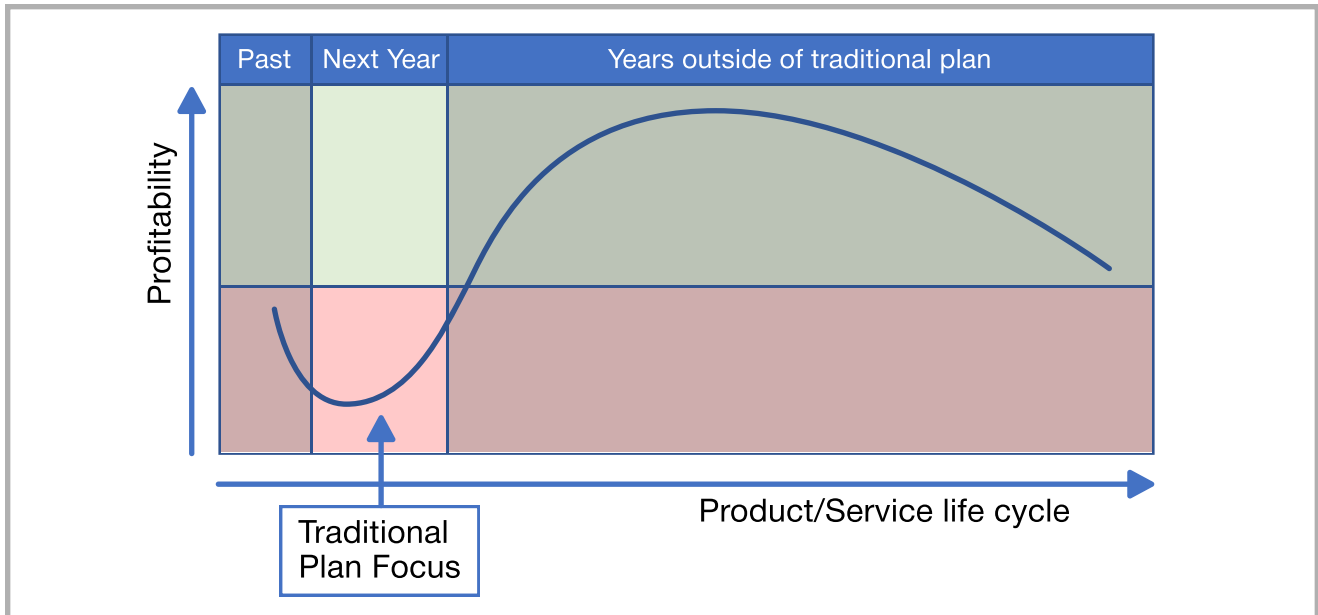 Past
Next Year
Years outside of traditional plan
Profitability
Product/Service life cycle
Traditional
Plan Focus